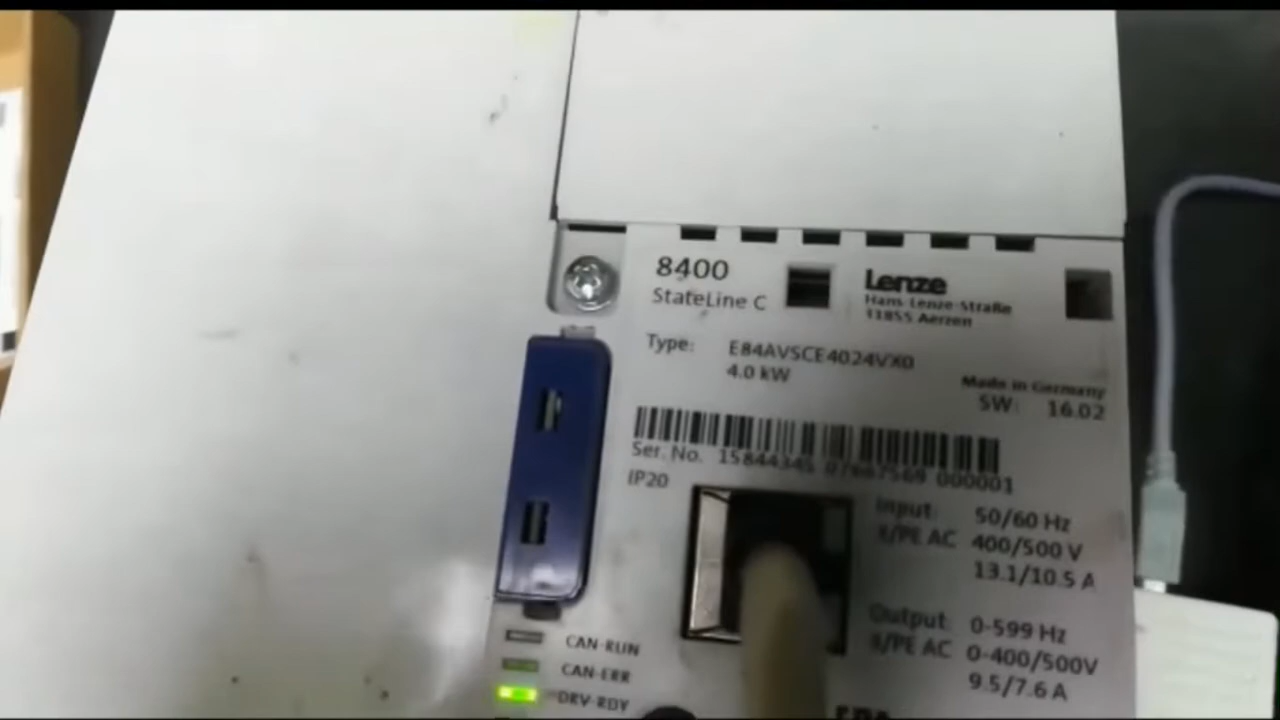 8400
StateLine C
Lenze
Hans-Lenze-Straße
31855 Aerzen
Type: E84AVSCE4024VX0
4.0 kW
Made in Germany
SW: 16.02
Ser. No. 15844345 000001
IP20
Input: 50/60 Hz
3/PE AC 400/500 V
13.1/10.5 A
Output: 0-599 Hz
3/PE AC 0-400/500V
9.5/7.6 A
CAN-RUN
CAN-ERR
DRV-RDY